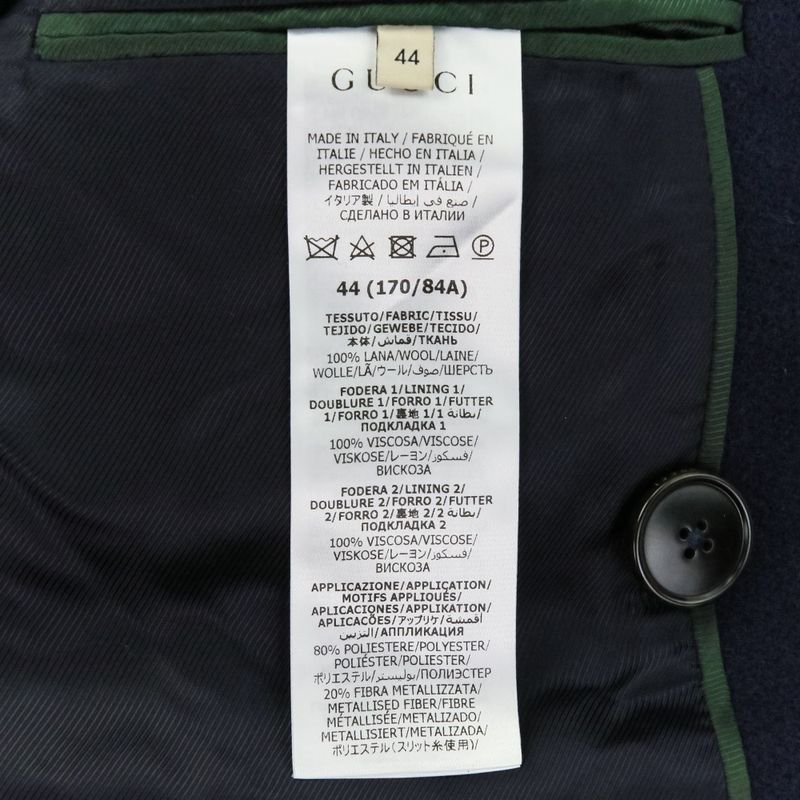 44
GUCCI
MADE IN ITALY / FABRIQUÉ EN
ITALIE / HECHO EN ITALIA /
HERGESTELLT IN ITALIEN /
FABRICADO EM ITÁLIA /
イタリア製 / صنع في إيطاليا /
СДЕЛАНО В ИТАЛИИ
P
44 (170/84A)
TESSUTO/FABRIC/TISSU/
TEJIDO/GEWEBE/TECIDO/
本体/قماش/ТКАНЬ
100% LANA/WOOL/LAINE/
WOLLE/LÃ/ウール/صوف/ШЕРСТЬ
FODERA 1/LINING 1/
DOUBLURE 1/FORRO 1/FUTTER
1/FORRO 1/裏地 1/1 بطانة/
ПОДКЛАДКА 1
100% VISCOSA/VISCOSE/
VISKOSE/レーヨン/فسكوز/
ВИСКОЗА
FODERA 2/LINING 2/
DOUBLURE 2/FORRO 2/FUTTER
2/FORRO 2/裏地 2/2 بطانة/
ПОДКЛАДКА 2
100% VISCOSA/VISCOSE/
VISKOSE/レーヨン/فسكوز/
ВИСКОЗА
APPLICAZIONE/APPLICATION/
MOTIFS APPLIQUÉS/
APLICACIONES/APPLIKATION/
APLICAÇÕES/アップリケ/أقمشة
التزيين/АППЛИКАЦИЯ
80% POLIESTERE/POLYESTER/
POLIÉSTER/POLIESTER/
ポリエステル/بوليستر/ПОЛИЭСТЕР
20% FIBRA METALLIZZATA/
METALLISED FIBER/FIBRE
MÉTALLISÉE/METALIZADO/
METALLISIERT/METALIZADA/
ポリエステル(スリット糸使用)/